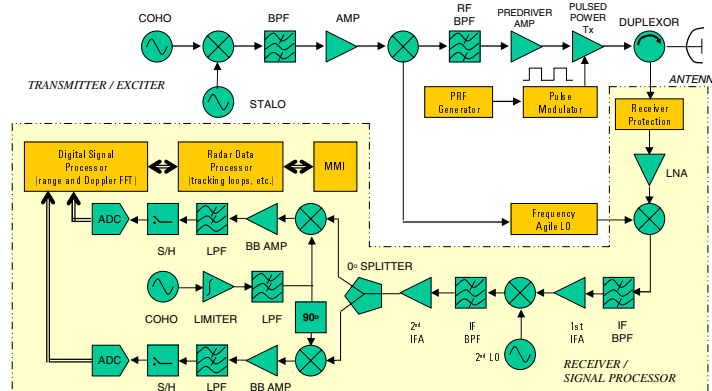 COHO
BPF
AMP
RF
BPF
PREDRIVER
AMP
PULSED
POWER
Tx
DUPLEXOR
TRANSMITTER / EXCITER
STALO
PRF
Generator
Pulse
Modulator
ANTENN
Receiver
Protection
LNA
Digital Signal
Processor
(range and Doppler FFT)
Radar Data
Processor
(tracking loops, etc.)
MMI
Frequency
Agile LO
ADC
S/H
LPF
BB AMP
0° SPLITTER
COHO
LIMITER
LPF
90°
2nd
IFA
IF
BPF
2nd LO
1st
IFA
IF
BPF
ADC
S/H
LPF
BB AMP
RECEIVER /
SIGNAL PROCESSOR